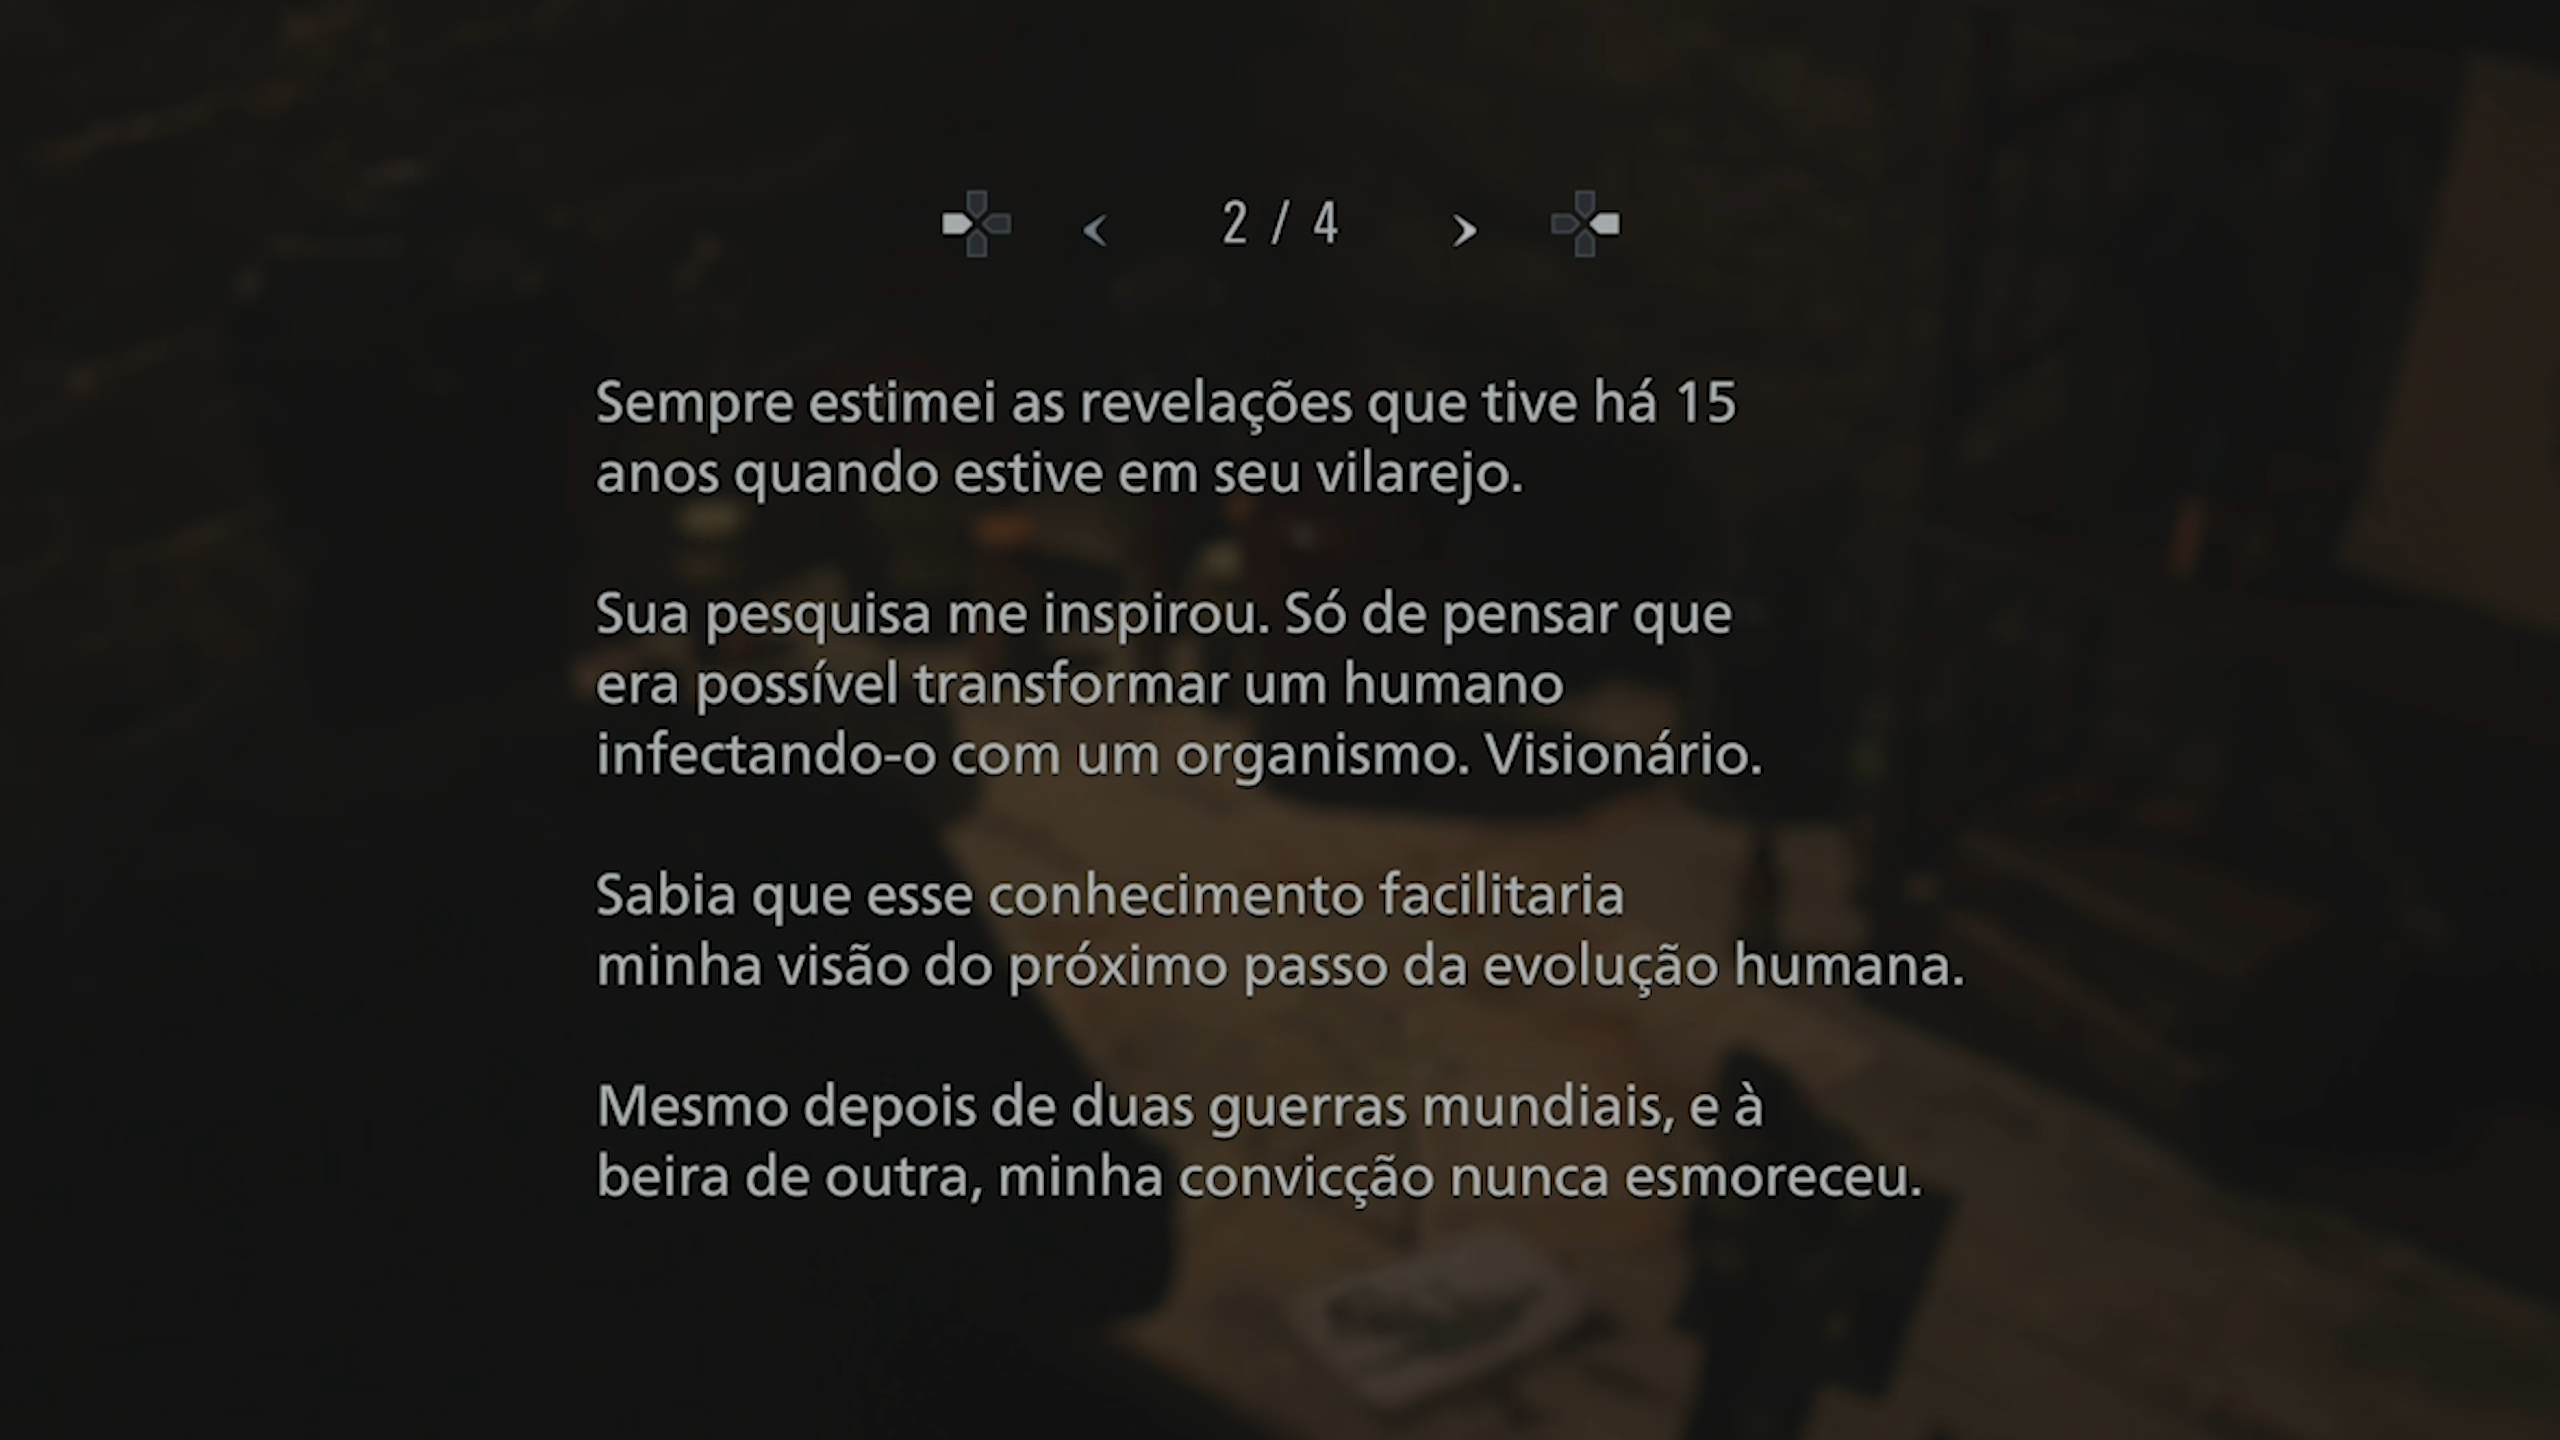 < 2 / 4 >
Sempre estimei as revelações que tive há 15
anos quando estive em seu vilarejo.
Sua pesquisa me inspirou. Só de pensar que
era possível transformar um humano
infectando-o com um organismo. Visionário.
Sabia que esse conhecimento facilitaria
minha visão do próximo passo da evolução humana.
Mesmo depois de duas guerras mundiais, e à
beira de outra, minha convicção nunca esmoreceu.